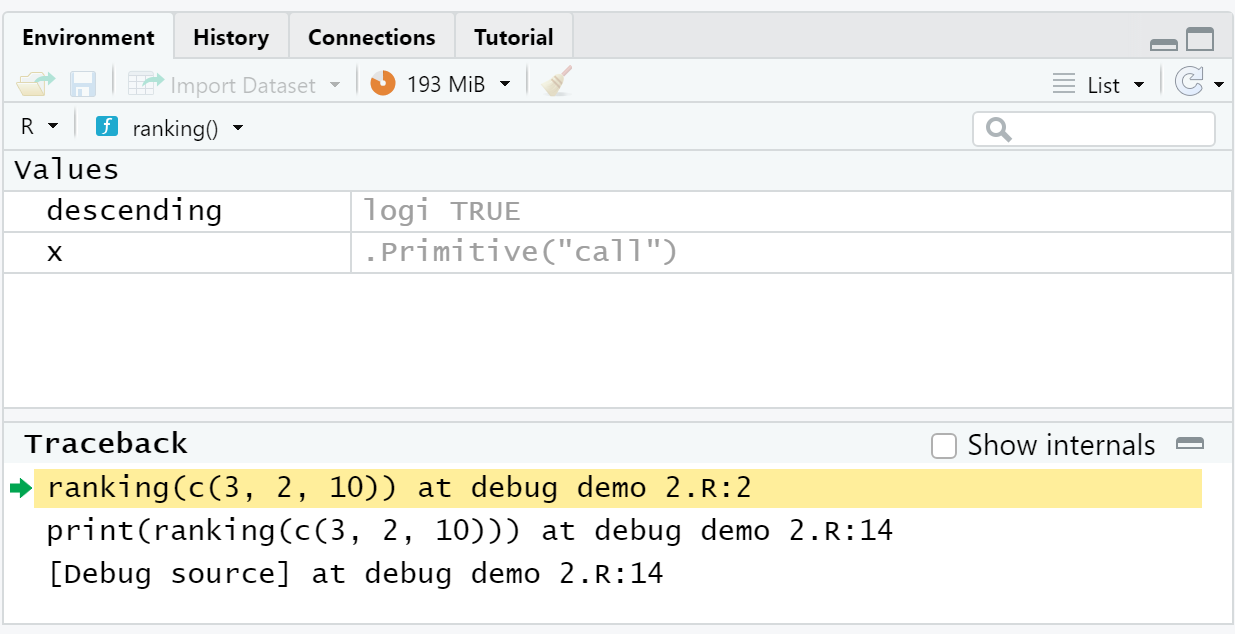 Environment History Connections Tutorial
Import Dataset 193 MiB List
R ƒ ranking()
Values
descending logi TRUE
x .Primitive("call")
Traceback Show internals
ranking(c(3, 2, 10)) at debug demo 2.R:2
print(ranking(c(3, 2, 10))) at debug demo 2.R:14
[Debug source] at debug demo 2.R:14